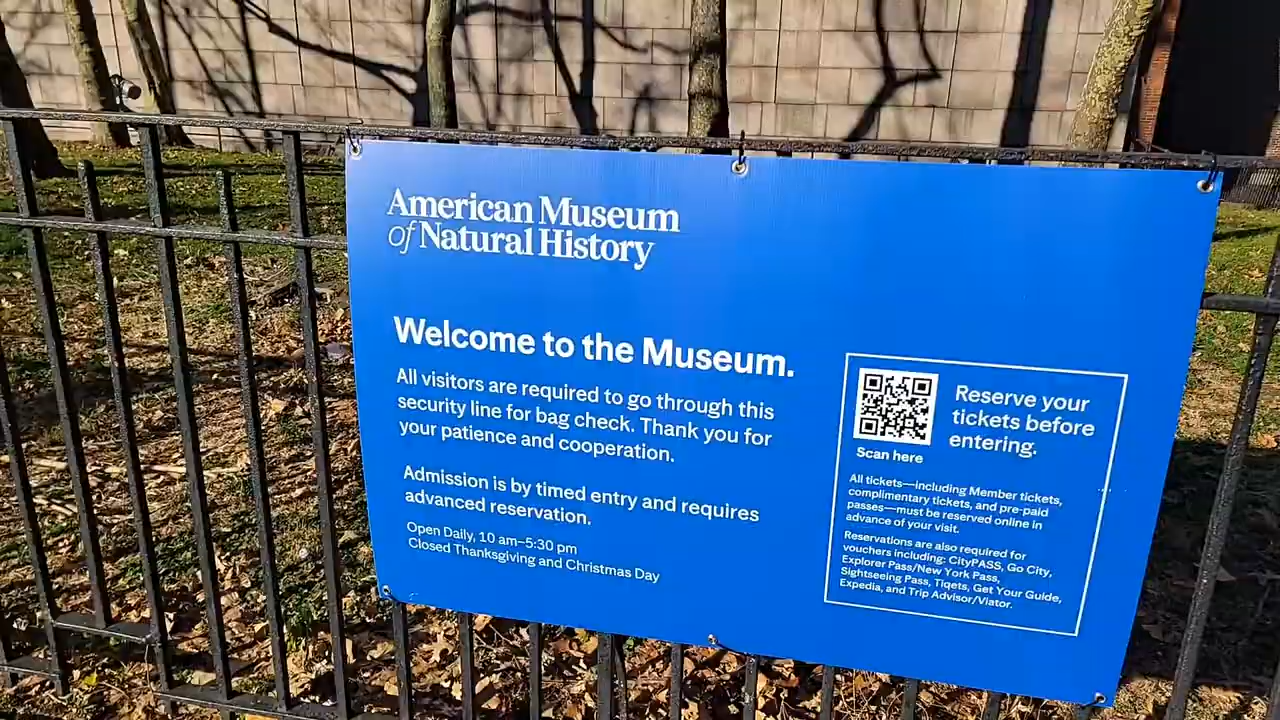 American Museum
of Natural History
Welcome to the Museum.
All visitors are required to go through this
security line for bag check. Thank you for
your patience and cooperation.
Admission is by timed entry and requires
advanced reservation.
Open Daily, 10 am–5:30 pm
Closed Thanksgiving and Christmas Day
Reserve your
tickets before
entering.
Scan here
All tickets—including Member tickets,
complimentary tickets, and pre-paid
passes—must be reserved online in
advance of your visit.
Reservations are also required for
vouchers including: CityPASS, Go City,
Explorer Pass/New York Pass,
Sightseeing Pass, Tiqets, Get Your Guide,
Expedia, and Trip Advisor/Viator.